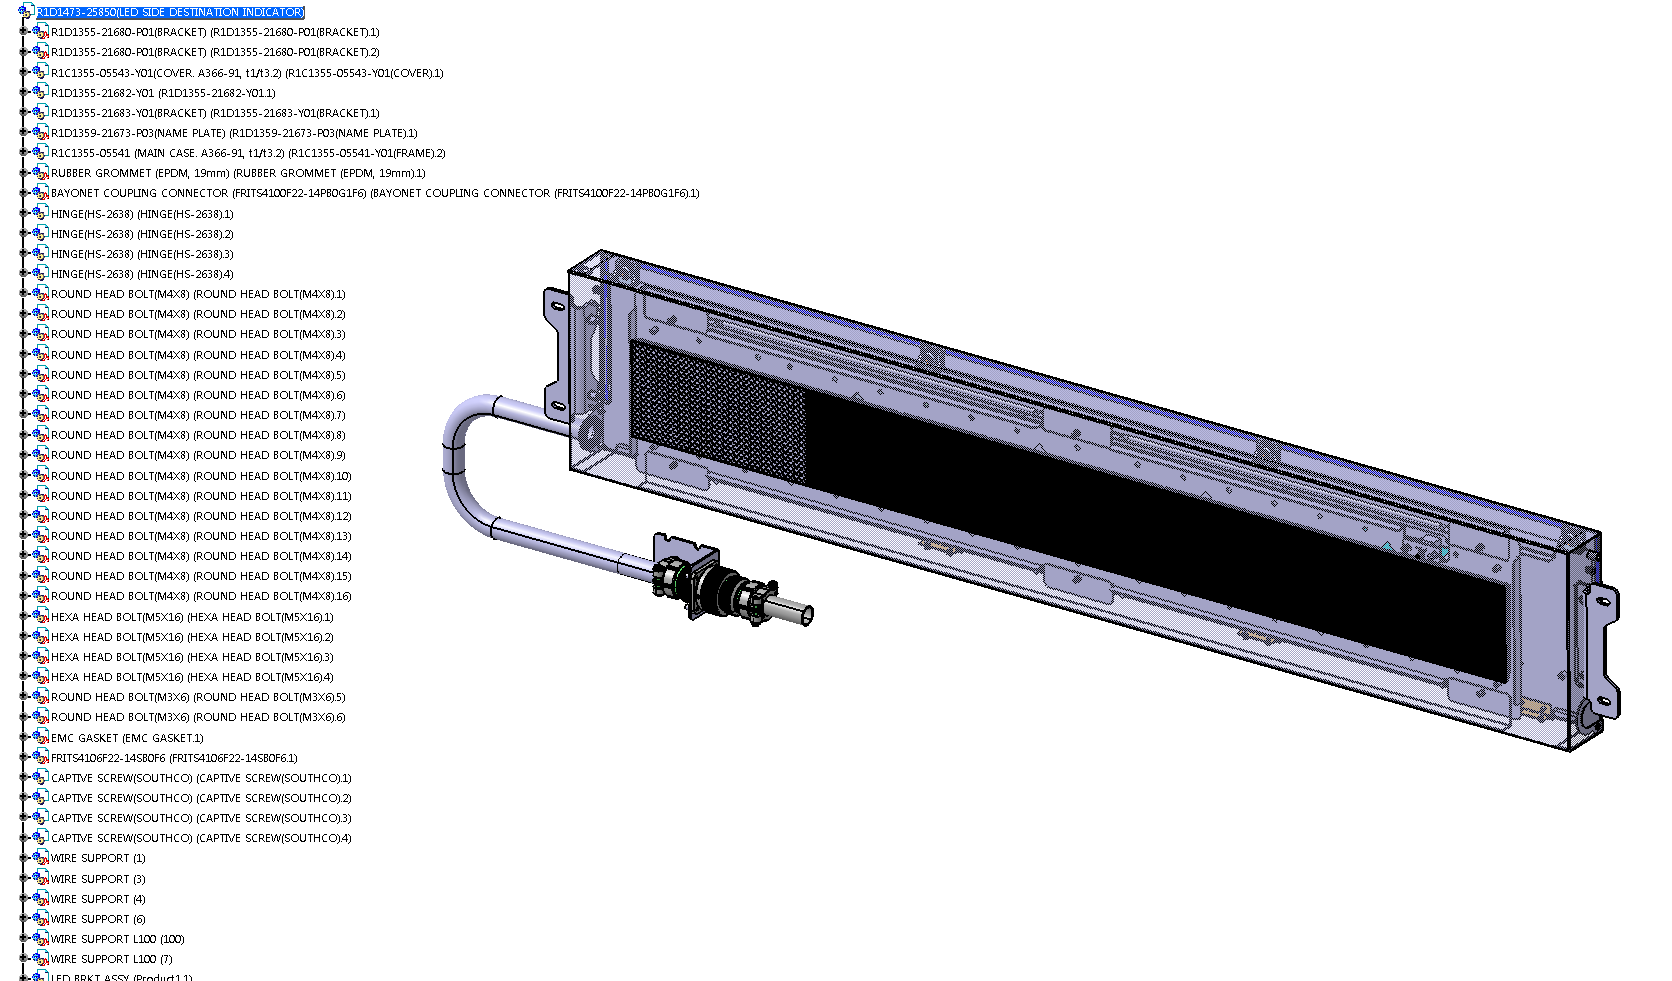 R1D1473-25850(LED SIDE DESTINATION INDICATOR)
R1D1355-21680-P01(BRACKET) (R1D1355-21680-P01(BRACKET).1)
R1D1355-21680-P01(BRACKET) (R1D1355-21680-P01(BRACKET).2)
R1C1355-05543-Y01(COVER. A366-91, t1/t3.2) (R1C1355-05543-Y01(COVER).1)
R1D1355-21682-Y01 (R1D1355-21682-Y01.1)
R1D1355-21683-Y01(BRACKET) (R1D1355-21683-Y01(BRACKET).1)
R1D1359-21673-P03(NAME PLATE) (R1D1359-21673-P03(NAME PLATE).1)
R1C1355-05541 (MAIN CASE. A366-91, t1/t3.2) (R1C1355-05541-Y01(FRAME).2)
RUBBER GROMMET (EPDM, 19mm) (RUBBER GROMMET (EPDM, 19mm).1)
BAYONET COUPLING CONNECTOR (FRITS4100F22-14PB0G1F6) (BAYONET COUPLING CONNECTOR (FRITS4100F22-14PB0G1F6).1)
HINGE(HS-2638) (HINGE(HS-2638).1)
HINGE(HS-2638) (HINGE(HS-2638).2)
HINGE(HS-2638) (HINGE(HS-2638).3)
HINGE(HS-2638) (HINGE(HS-2638).4)
ROUND HEAD BOLT(M4X8) (ROUND HEAD BOLT(M4X8).1)
ROUND HEAD BOLT(M4X8) (ROUND HEAD BOLT(M4X8).2)
ROUND HEAD BOLT(M4X8) (ROUND HEAD BOLT(M4X8).3)
ROUND HEAD BOLT(M4X8) (ROUND HEAD BOLT(M4X8).4)
ROUND HEAD BOLT(M4X8) (ROUND HEAD BOLT(M4X8).5)
ROUND HEAD BOLT(M4X8) (ROUND HEAD BOLT(M4X8).6)
ROUND HEAD BOLT(M4X8) (ROUND HEAD BOLT(M4X8).7)
ROUND HEAD BOLT(M4X8) (ROUND HEAD BOLT(M4X8).8)
ROUND HEAD BOLT(M4X8) (ROUND HEAD BOLT(M4X8).9)
ROUND HEAD BOLT(M4X8) (ROUND HEAD BOLT(M4X8).10)
ROUND HEAD BOLT(M4X8) (ROUND HEAD BOLT(M4X8).11)
ROUND HEAD BOLT(M4X8) (ROUND HEAD BOLT(M4X8).12)
ROUND HEAD BOLT(M4X8) (ROUND HEAD BOLT(M4X8).13)
ROUND HEAD BOLT(M4X8) (ROUND HEAD BOLT(M4X8).14)
ROUND HEAD BOLT(M4X8) (ROUND HEAD BOLT(M4X8).15)
ROUND HEAD BOLT(M4X8) (ROUND HEAD BOLT(M4X8).16)
HEXA HEAD BOLT(M5X16) (HEXA HEAD BOLT(M5X16).1)
HEXA HEAD BOLT(M5X16) (HEXA HEAD BOLT(M5X16).2)
HEXA HEAD BOLT(M5X16) (HEXA HEAD BOLT(M5X16).3)
HEXA HEAD BOLT(M5X16) (HEXA HEAD BOLT(M5X16).4)
ROUND HEAD BOLT(M3X6) (ROUND HEAD BOLT(M3X6).5)
ROUND HEAD BOLT(M3X6) (ROUND HEAD BOLT(M3X6).6)
EMC GASKET (EMC GASKET.1)
FRITS4106F22-14SB0F6 (FRITS4106F22-14SB0F6.1)
CAPTIVE SCREW(SOUTHCO) (CAPTIVE SCREW(SOUTHCO).1)
CAPTIVE SCREW(SOUTHCO) (CAPTIVE SCREW(SOUTHCO).2)
CAPTIVE SCREW(SOUTHCO) (CAPTIVE SCREW(SOUTHCO).3)
CAPTIVE SCREW(SOUTHCO) (CAPTIVE SCREW(SOUTHCO).4)
WIRE SUPPORT (1)
WIRE SUPPORT (3)
WIRE SUPPORT (4)
WIRE SUPPORT (6)
WIRE SUPPORT L100 (100)
WIRE SUPPORT L100 (7)
LED BRKT ASSY (Product1.1)